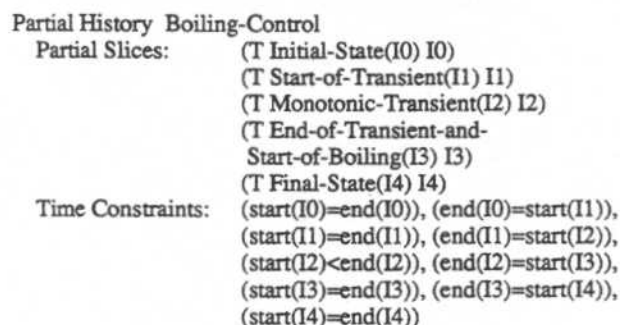 Partial History Boiling-Control
Partial Slices: (T Initial-State(I0) I0)
(T Start-of-Transient(I1) I1)
(T Monotonic-Transient(I2) I2)
(T End-of-Transient-and-
Start-of-Boiling(I3) I3)
(T Final-State(I4) I4)
Time Constraints: (start(I0)=end(I0)), (end(I0)=start(I1)),
(start(I1)=end(I1)), (end(I1)=start(I2)),
(start(I2)<end(I2)), (end(I2)=start(I3)),
(start(I3)=end(I3)), (end(I3)=start(I4)),
(start(I4)=end(I4))